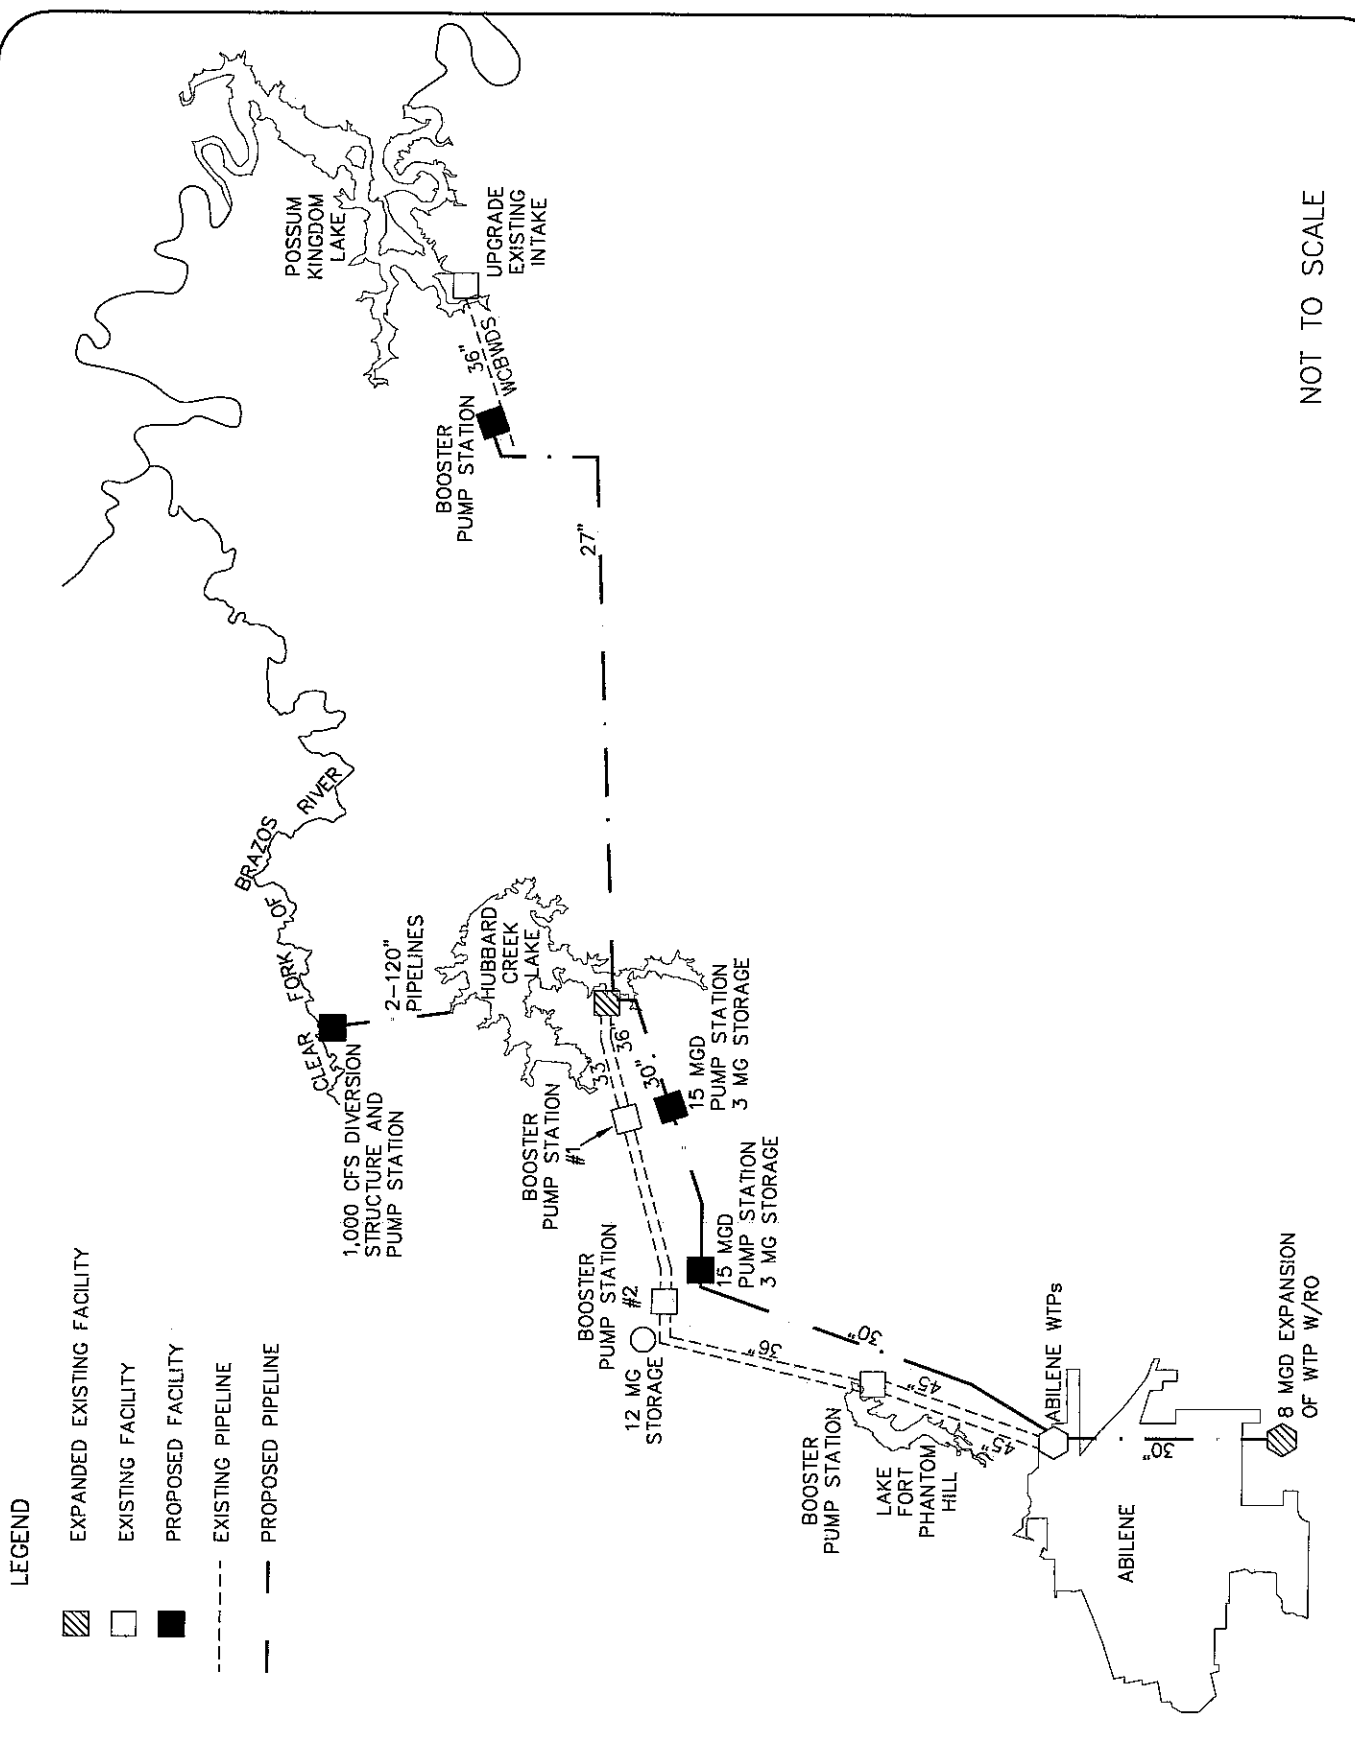 LEGEND
EXPANDED EXISTING FACILITY
EXISTING FACILITY
PROPOSED FACILITY
EXISTING PIPELINE
PROPOSED PIPELINE
1,000 CFS DIVERSION
STRUCTURE AND
PUMP STATION
CLEAR FORK OF BRAZOS RIVER
2-120"
PIPELINES
HUBBARD
CREEK
LAKE
POSSUM
KINGDOM
LAKE
UPGRADE
EXISTING
INTAKE
36"
WCBWDS
BOOSTER
PUMP STATION
27"
BOOSTER
PUMP STATION
#1
33
36
30"
15 MGD
PUMP STATION
3 MG STORAGE
BOOSTER
PUMP STATION
#2
15 MGD
PUMP STATION
3 MG STORAGE
12 MG
STORAGE
36"
30"
BOOSTER
PUMP STATION
LAKE
FORT
PHANTOM
HILL
45"
45"
ABILENE WTPs
ABILENE
30"
8 MGD EXPANSION
OF WTP W/RO
NOT TO SCALE